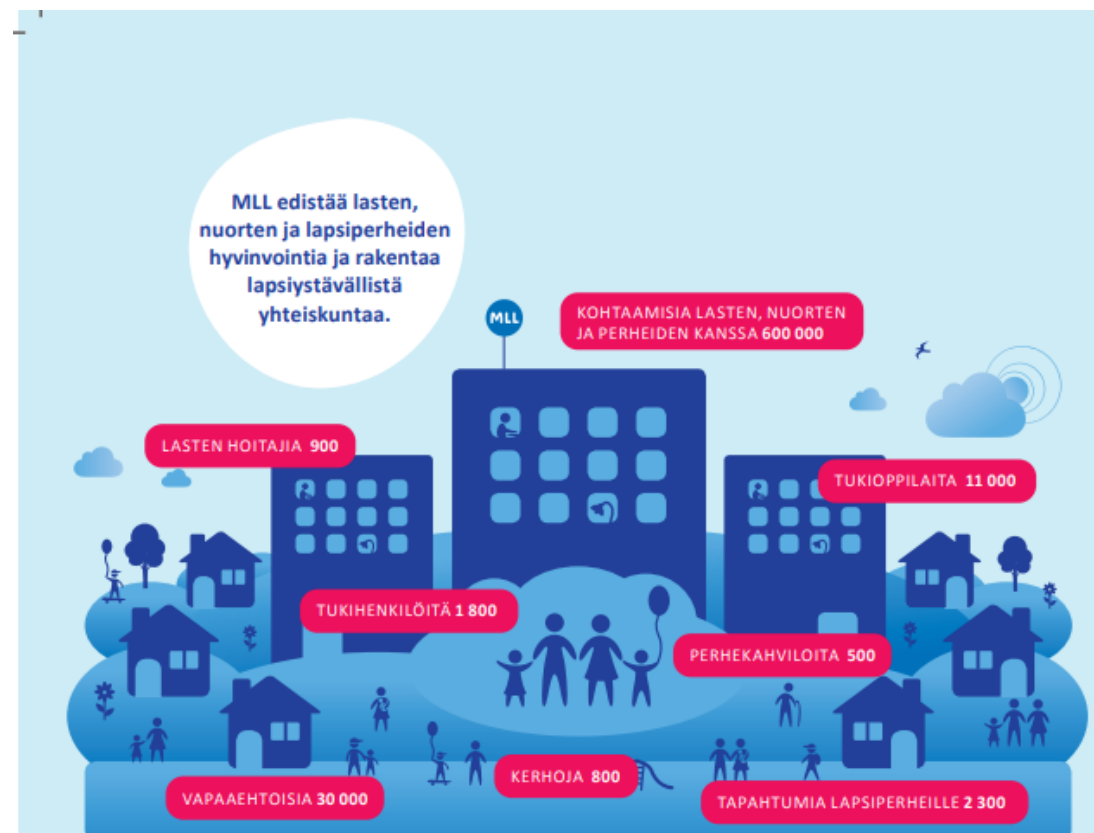 MLL edistää lasten,
nuorten ja lapsiperheiden
hyvinvointia ja rakentaa
lapsiystävällistä
yhteiskuntaa.
MLL
KOHTAAMISIA LASTEN, NUORTEN
JA PERHEIDEN KANSSA 600 000
LASTEN HOITAJIA 900
TUKIOPPILAITA 11 000
TUKIHENKILÖITÄ 1 800
PERHEKAHVILOITA 500
KERHOJA 800
VAPAAEHTOISIA 30 000
TAPAHTUMIA LAPSIPERHEILLE 2 300